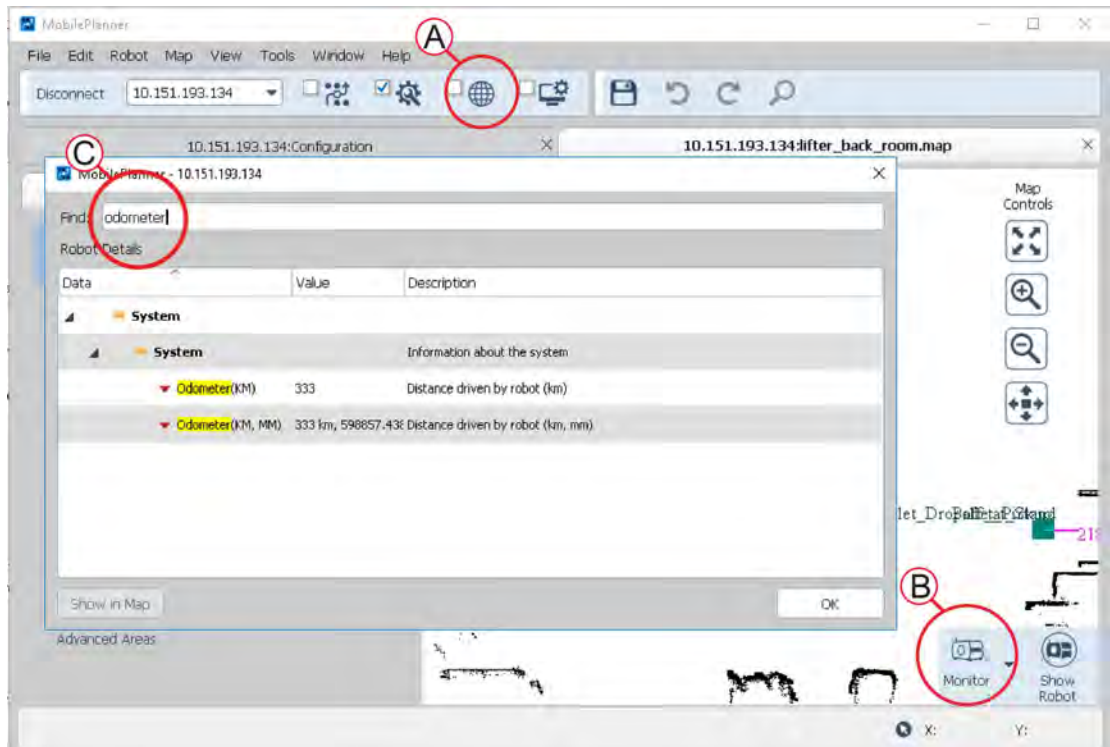 MobilePlanner
A
File Edit Robot Map View Tools Window Help
Disconnect 10.151.193.134
10.151.193.134:Configuration
10.151.193.134:lifter_back_room.map
C
MobilePlanner - 10.151.193.134
Find: odometer
Robot Details
Map
Controls
Data Value Description
System
System Information about the system
Odometer(KM) 333 Distance driven by robot (km)
Odometer(KM, MM) 333 km, 598857.438 Distance driven by robot (km, mm)
218
B
Show in Map
OK
Advanced Areas
Monitor
Show
Robot
X: Y: